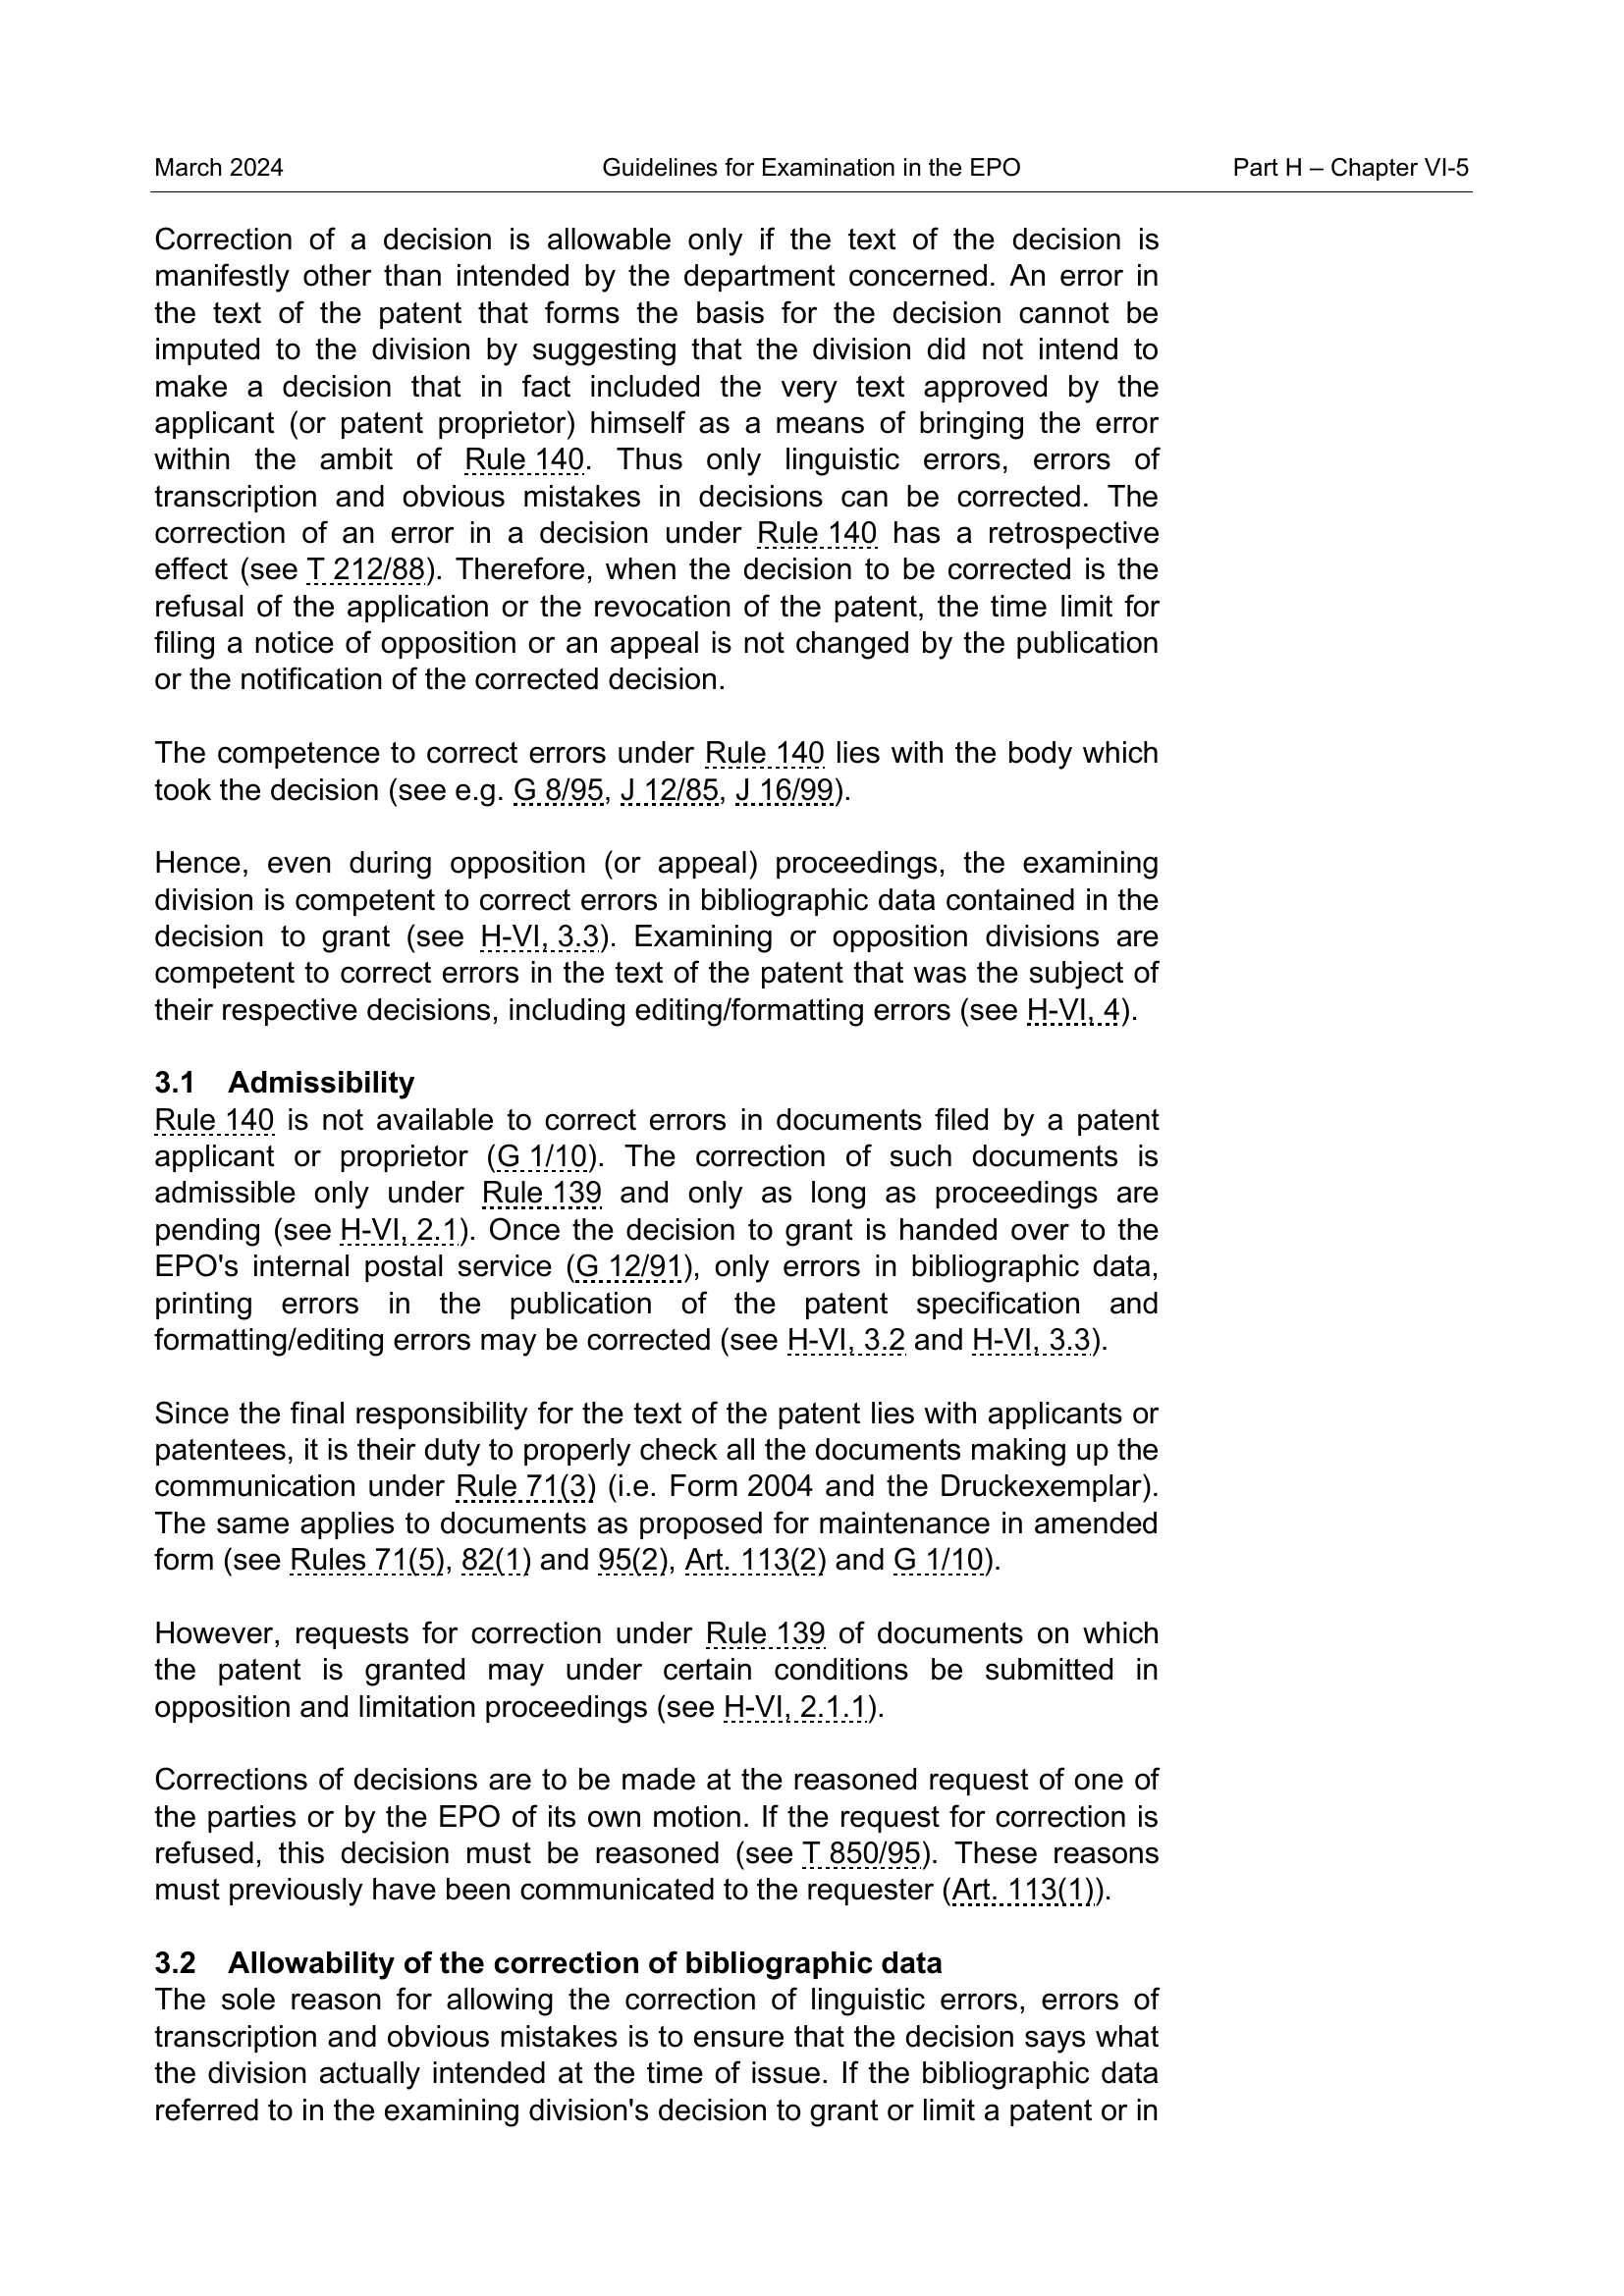 March 2024 Guidelines for Examination in the EPO Part H – Chapter VI-5
Correction of a decision is allowable only if the text of the decision is
manifestly other than intended by the department concerned. An error in
the text of the patent that forms the basis for the decision cannot be
imputed to the division by suggesting that the division did not intend to
make a decision that in fact included the very text approved by the
applicant (or patent proprietor) himself as a means of bringing the error
within the ambit of Rule 140. Thus only linguistic errors, errors of
transcription and obvious mistakes in decisions can be corrected. The
correction of an error in a decision under Rule 140 has a retrospective
effect (see T 212/88). Therefore, when the decision to be corrected is the
refusal of the application or the revocation of the patent, the time limit for
filing a notice of opposition or an appeal is not changed by the publication
or the notification of the corrected decision.
The competence to correct errors under Rule 140 lies with the body which
took the decision (see e.g. G 8/95, J 12/85, J 16/99).
Hence, even during opposition (or appeal) proceedings, the examining
division is competent to correct errors in bibliographic data contained in the
decision to grant (see H-VI, 3.3). Examining or opposition divisions are
competent to correct errors in the text of the patent that was the subject of
their respective decisions, including editing/formatting errors (see H-VI, 4).
3.1 Admissibility
Rule 140 is not available to correct errors in documents filed by a patent
applicant or proprietor (G 1/10). The correction of such documents is
admissible only under Rule 139 and only as long as proceedings are
pending (see H-VI, 2.1). Once the decision to grant is handed over to the
EPO's internal postal service (G 12/91), only errors in bibliographic data,
printing errors in the publication of the patent specification and
formatting/editing errors may be corrected (see H-VI, 3.2 and H-VI, 3.3).
Since the final responsibility for the text of the patent lies with applicants or
patentees, it is their duty to properly check all the documents making up the
communication under Rule 71(3) (i.e. Form 2004 and the Druckexemplar).
The same applies to documents as proposed for maintenance in amended
form (see Rules 71(5), 82(1) and 95(2), Art. 113(2) and G 1/10).
However, requests for correction under Rule 139 of documents on which
the patent is granted may under certain conditions be submitted in
opposition and limitation proceedings (see H-VI, 2.1.1).
Corrections of decisions are to be made at the reasoned request of one of
the parties or by the EPO of its own motion. If the request for correction is
refused, this decision must be reasoned (see T 850/95). These reasons
must previously have been communicated to the requester (Art. 113(1)).
3.2 Allowability of the correction of bibliographic data
The sole reason for allowing the correction of linguistic errors, errors of
transcription and obvious mistakes is to ensure that the decision says what
the division actually intended at the time of issue. If the bibliographic data
referred to in the examining division's decision to grant or limit a patent or in